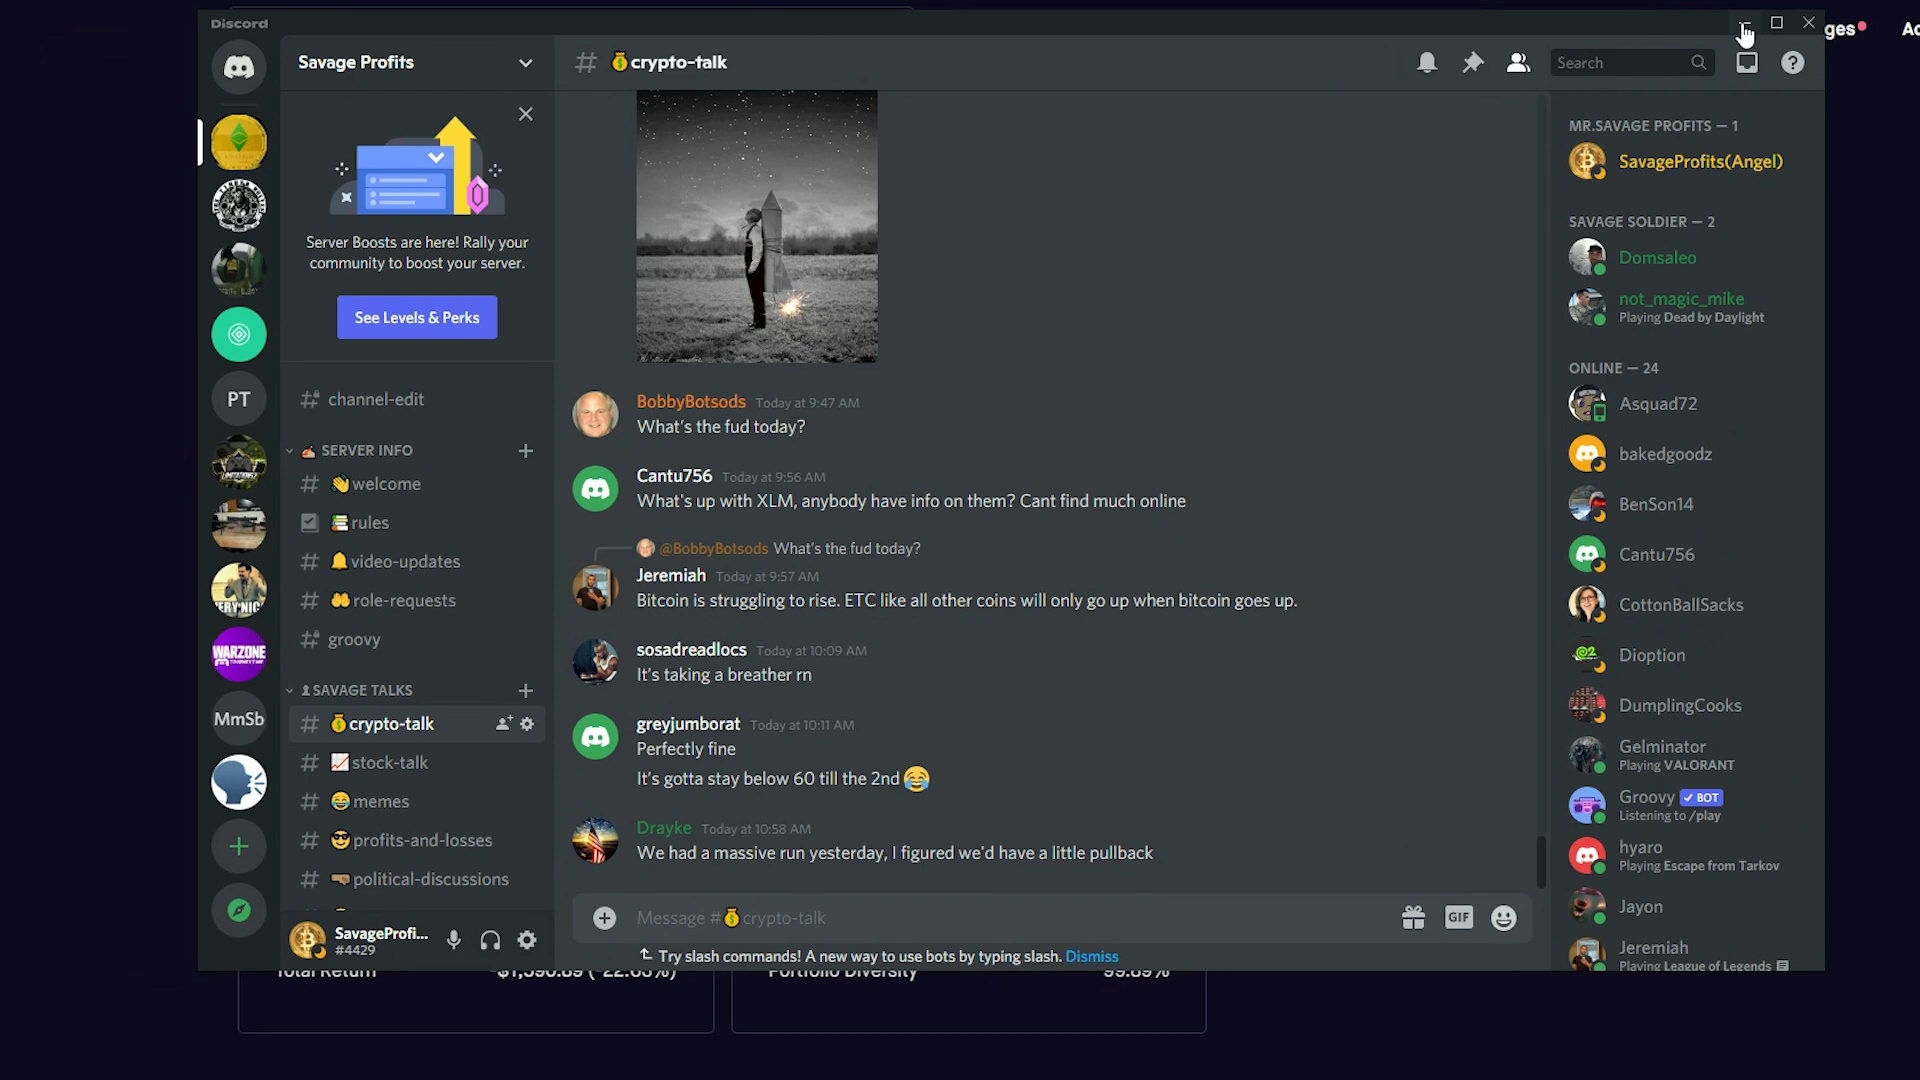 Discord
ges
Savage Profits
💰crypto-talk
Search
Server Boosts are here! Rally your
community to boost your server.
See Levels & Perks
channel-edit
SERVER INFO
👋welcome
📚rules
🔔video-updates
🤲role-requests
groovy
SAVAGE TALKS
💰crypto-talk
📈stock-talk
😂memes
😎profits-and-losses
political-discussions
PT
ERY NIC
WARZONE
MmSb
SavageProfi...
#4429
BobbyBotsods Today at 9:47 AM
What's the fud today?
Cantu756 Today at 9:56 AM
What's up with XLM, anybody have info on them? Cant find much online
@BobbyBotsods What's the fud today?
Jeremiah Today at 9:57 AM
Bitcoin is struggling to rise. ETC like all other coins will only go up when bitcoin goes up.
sosadreadlocs Today at 10:09 AM
It's taking a breather rn
greyjumborat Today at 10:11 AM
Perfectly fine
It's gotta stay below 60 till the 2nd 😂
Drayke Today at 10:58 AM
We had a massive run yesterday, I figured we'd have a little pullback
Message #💰crypto-talk
GIF
Try slash commands! A new way to use bots by typing slash. Dismiss
MR.SAVAGE PROFITS — 1
SavageProfits(Angel)
SAVAGE SOLDIER — 2
Domsaleo
not_magic_mike
Playing Dead by Daylight
ONLINE — 24
Asquad72
bakedgoodz
BenSon14
Cantu756
CottonBallSacks
Dioption
DumplingCooks
Gelminator
Playing VALORANT
Groovy ✓ BOT
Listening to /play
hyaro
Playing Escape from Tarkov
Jayon
Jeremiah
Playing League of Legends
Total Return
Portfolio Diversity